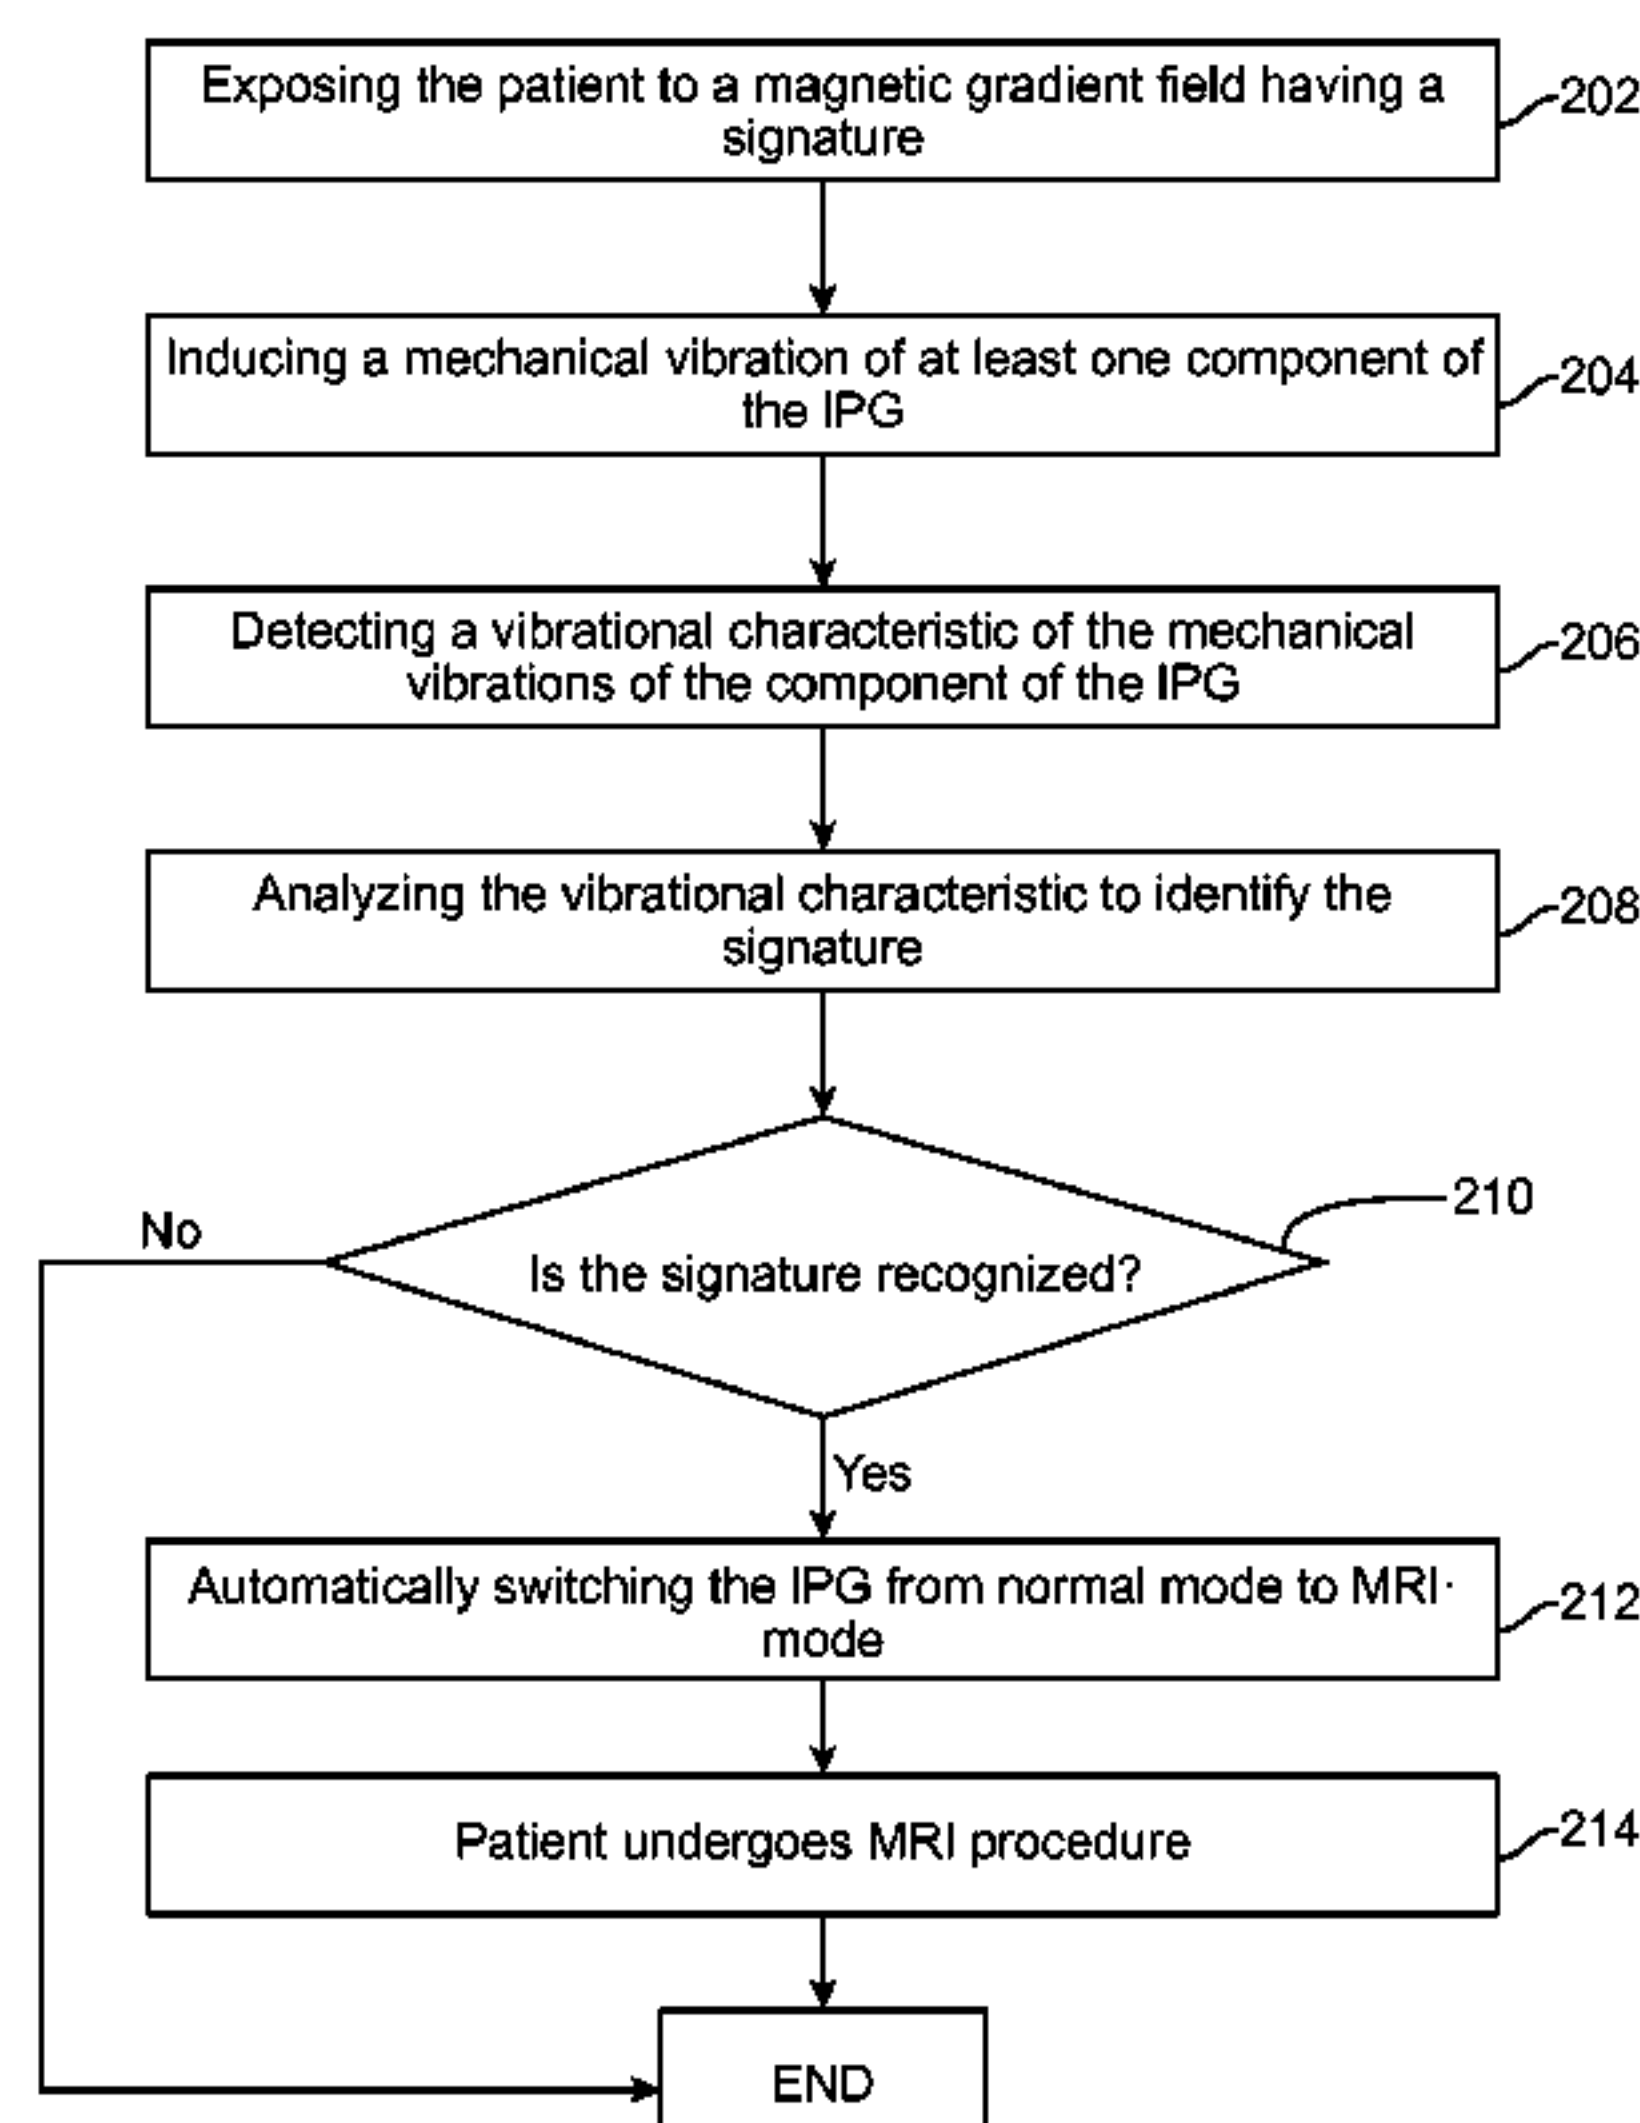 Exposing the patient to a magnetic gradient field having a
signature
202
Inducing a mechanical vibration of at least one component of
the IPG
204
Detecting a vibrational characteristic of the mechanical
vibrations of the component of the IPG
206
Analyzing the vibrational characteristic to identify the
signature
208
210
No
Is the signature recognized?
Yes
Automatically switching the IPG from normal mode to MRI-
mode
212
Patient undergoes MRI procedure
214
END